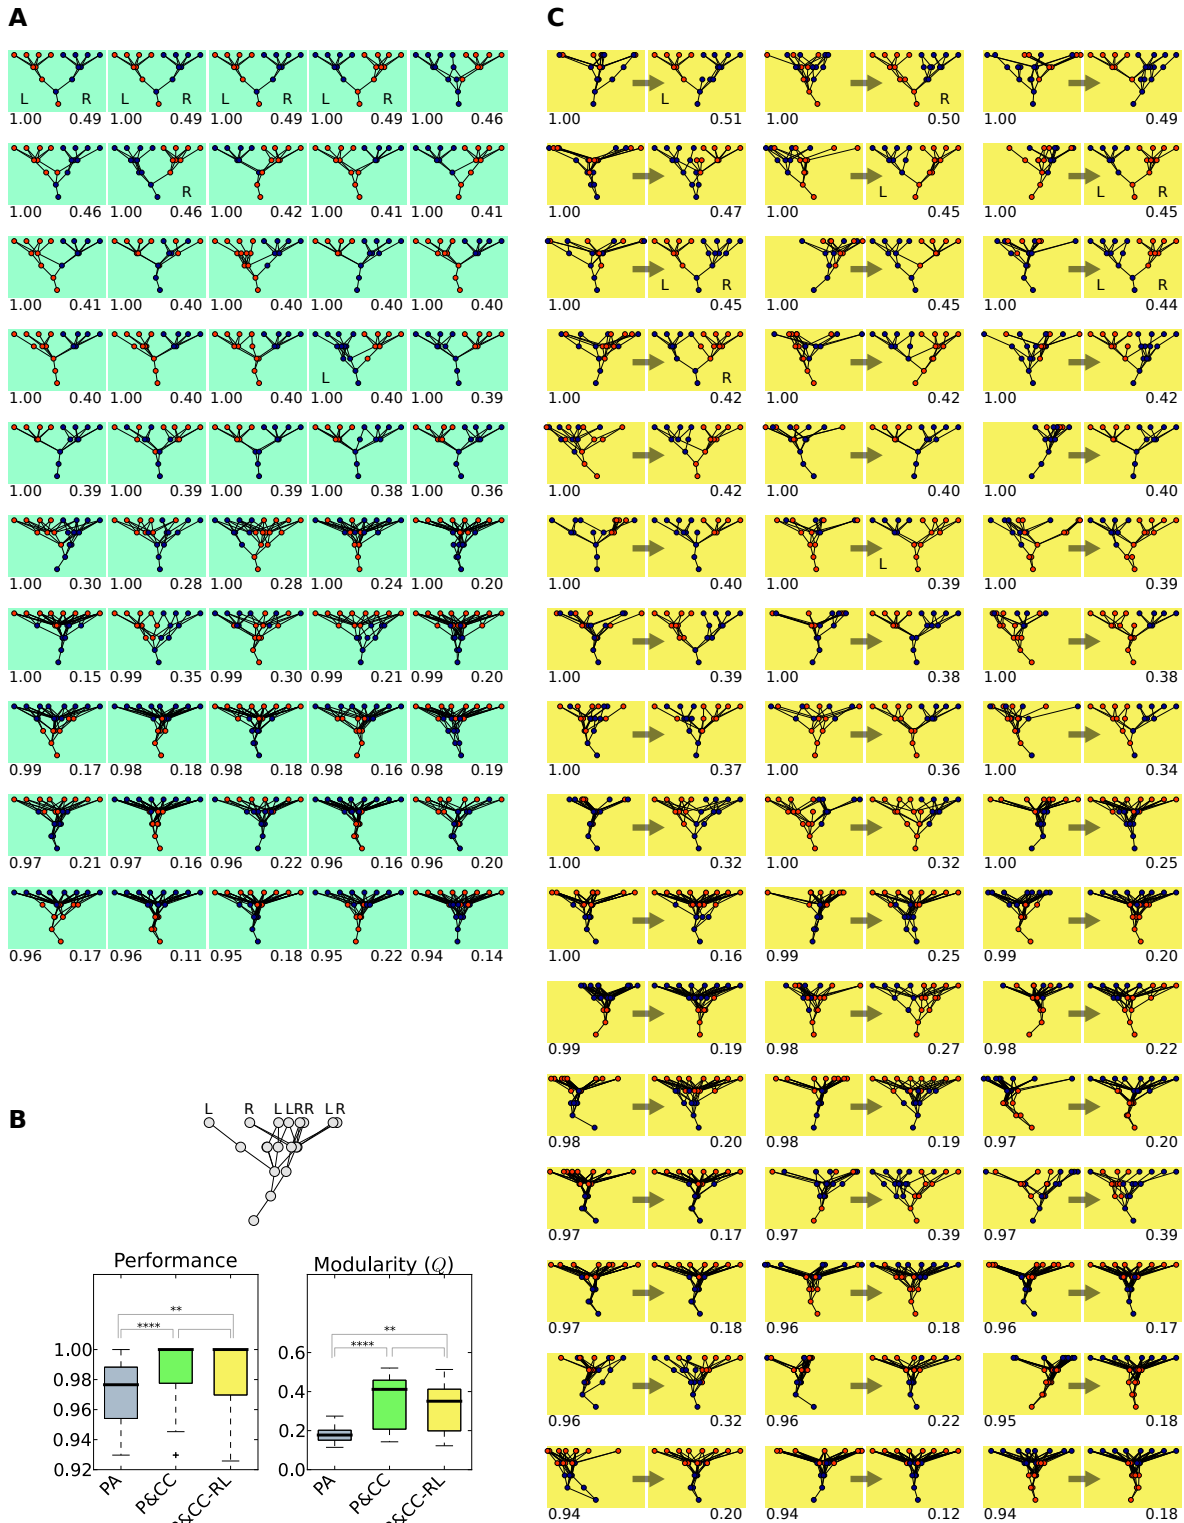 A
L R L R L R L R
1.00 0.49 1.00 0.49 1.00 0.49 1.00 0.49 1.00 0.46
R
1.00 0.46 1.00 0.46 1.00 0.42 1.00 0.41 1.00 0.41
1.00 0.41 1.00 0.40 1.00 0.40 1.00 0.40 1.00 0.40
L
1.00 0.40 1.00 0.40 1.00 0.40 1.00 0.40 1.00 0.39
1.00 0.39 1.00 0.39 1.00 0.39 1.00 0.38 1.00 0.36
1.00 0.30 1.00 0.28 1.00 0.28 1.00 0.24 1.00 0.20
1.00 0.15 0.99 0.35 0.99 0.30 0.99 0.21 0.99 0.20
0.99 0.17 0.98 0.18 0.98 0.18 0.98 0.16 0.98 0.19
0.97 0.21 0.97 0.16 0.96 0.22 0.96 0.16 0.96 0.20
0.96 0.17 0.96 0.11 0.95 0.18 0.95 0.22 0.94 0.14
B
L R L L R R L R
Performance
**
****
1.00
0.98
0.96
0.94
0.92
PA P&CC P&CC-RL
Modularity (Q)
**
****
0.6
0.4
0.2
0.0
PA P&CC P&CC-RL
C
L R
1.00 0.51 1.00 0.50 1.00 0.49
L L R
1.00 0.47 1.00 0.45 1.00 0.45
L R L R
1.00 0.45 1.00 0.45 1.00 0.44
R
1.00 0.42 1.00 0.42 1.00 0.42
1.00 0.42 1.00 0.40 1.00 0.40
L
1.00 0.40 1.00 0.39 1.00 0.39
1.00 0.39 1.00 0.38 1.00 0.38
1.00 0.37 1.00 0.36 1.00 0.34
1.00 0.32 1.00 0.32 1.00 0.25
1.00 0.16 0.99 0.25 0.99 0.20
0.99 0.19 0.98 0.27 0.98 0.22
0.98 0.20 0.98 0.19 0.97 0.20
0.97 0.17 0.97 0.39 0.97 0.39
0.97 0.18 0.96 0.18 0.96 0.17
0.96 0.32 0.96 0.22 0.95 0.18
0.94 0.20 0.94 0.12 0.94 0.18